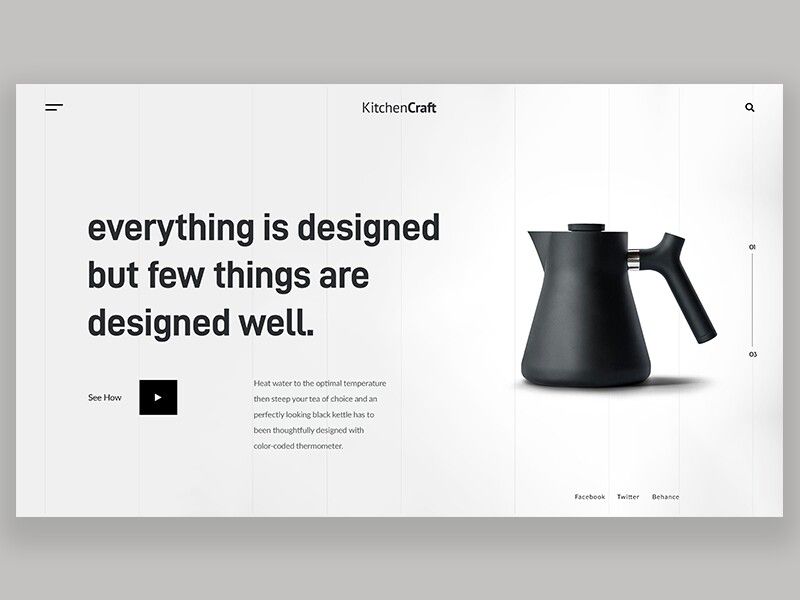 KitchenCraft
everything is designed
but few things are
designed well.
01
03
See How
Heat water to the optimal temperature
then steep your tea of choice and an
perfectly looking black kettle has to
been thoughtfully designed with
color-coded thermometer.
Facebook Twitter Behance